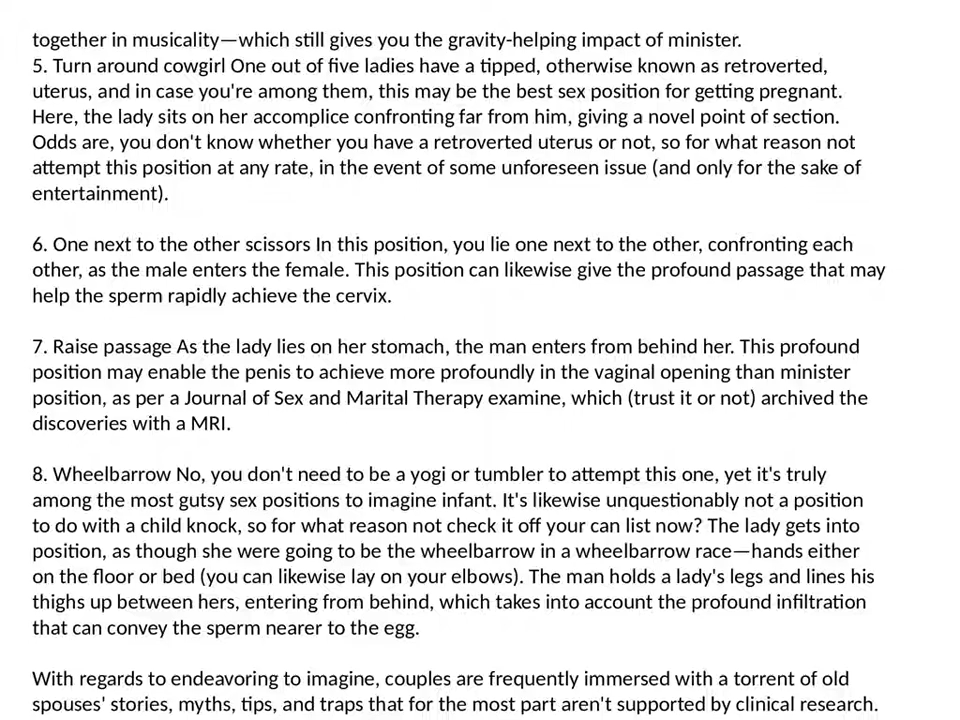 together in musicality—which still gives you the gravity-helping impact of minister.
5. Turn around cowgirl One out of five ladies have a tipped, otherwise known as retroverted,
uterus, and in case you're among them, this may be the best sex position for getting pregnant.
Here, the lady sits on her accomplice confronting far from him, giving a novel point of section.
Odds are, you don't know whether you have a retroverted uterus or not, so for what reason not
attempt this position at any rate, in the event of some unforeseen issue (and only for the sake of
entertainment).
6. One next to the other scissors In this position, you lie one next to the other, confronting each
other, as the male enters the female. This position can likewise give the profound passage that may
help the sperm rapidly achieve the cervix.
7. Raise passage As the lady lies on her stomach, the man enters from behind her. This profound
position may enable the penis to achieve more profoundly in the vaginal opening than minister
position, as per a Journal of Sex and Marital Therapy examine, which (trust it or not) archived the
discoveries with a MRI.
8. Wheelbarrow No, you don't need to be a yogi or tumbler to attempt this one, yet it's truly
among the most gutsy sex positions to imagine infant. It's likewise unquestionably not a position
to do with a child knock, so for what reason not check it off your can list now? The lady gets into
position, as though she were going to be the wheelbarrow in a wheelbarrow race—hands either
on the floor or bed (you can likewise lay on your elbows). The man holds a lady's legs and lines his
thighs up between hers, entering from behind, which takes into account the profound infiltration
that can convey the sperm nearer to the egg.
With regards to endeavoring to imagine, couples are frequently immersed with a torrent of old
spouses' stories, myths, tips, and traps that for the most part aren't supported by clinical research.